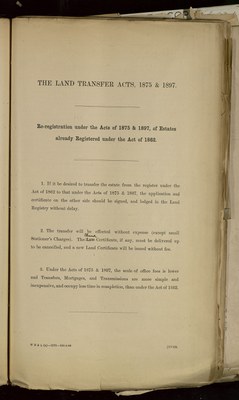 THE LAND TRANSFER ACTS, 1875 & 1897.
Re-registration under the Acts of 1875 & 1897, of Estates
already Registered under the Act of 1862.
1. If it be desired to transfer the estate from the register under the
Act of 1862 to that under the Acts of 1875 & 1897, the application and
certificate on the other side should be signed, and lodged in the Land
Registry without delay.
2. The transfer will be effected without expense (except small
Stationer's Charges). The Law Certificate, if any, must be delivered up
to be cancelled, and a new Land Certificate will be issued without fee.
3. Under the Acts of 1875 & 1897, the scale of office fees is lower
and Transfers, Mortgages, and Transmissions are more simple and
inexpensive, and occupy less time in completion, than under the Act of 1862.